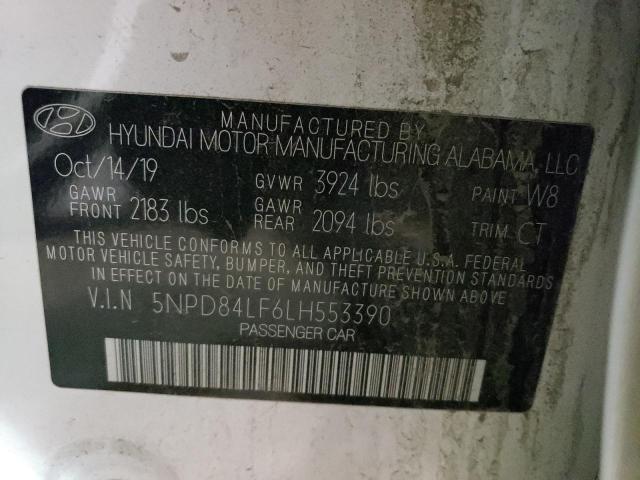 MANUFACTURED BY
HYUNDAI MOTOR MANUFACTURING ALABAMA, LLC
Oct/14/19 GVWR 3924 lbs PAINT W8
GAWR FRONT 2183 lbs GAWR REAR 2094 lbs TRIM CT
THIS VEHICLE CONFORMS TO ALL APPLICABLE U.S.A. FEDERAL
MOTOR VEHICLE SAFETY, BUMPER, AND THEFT PREVENTION STANDARDS
IN EFFECT ON THE DATE OF MANUFACTURE SHOWN ABOVE.
V.I.N 5NPD84LF6LH553390
PASSENGER CAR